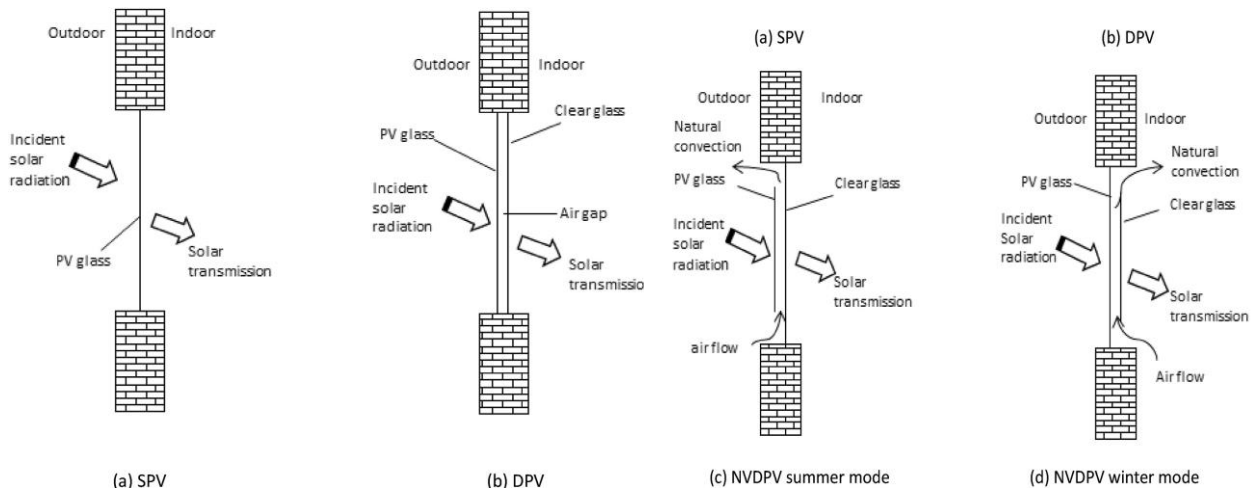 Outdoor
Indoor
Incident
solar
radiation
PV glass
Solar
transmission
(a) SPV
Outdoor
Indoor
PV glass
Clear glass
Incident
solar
radiation
Air gap
Solar
transmissio
(b) DPV
(a) SPV
Outdoor
Indoor
Natural
convection
PV glass
Clear glass
Incident
solar
radiation
Solar
transmission
air flow
(c) NVDPV summer mode
(b) DPV
Outdoor
Indoor
Natural
convection
PV glass
Clear glass
Incident
Solar
radiation
Solar
transmission
Air flow
(d) NVDPV winter mode